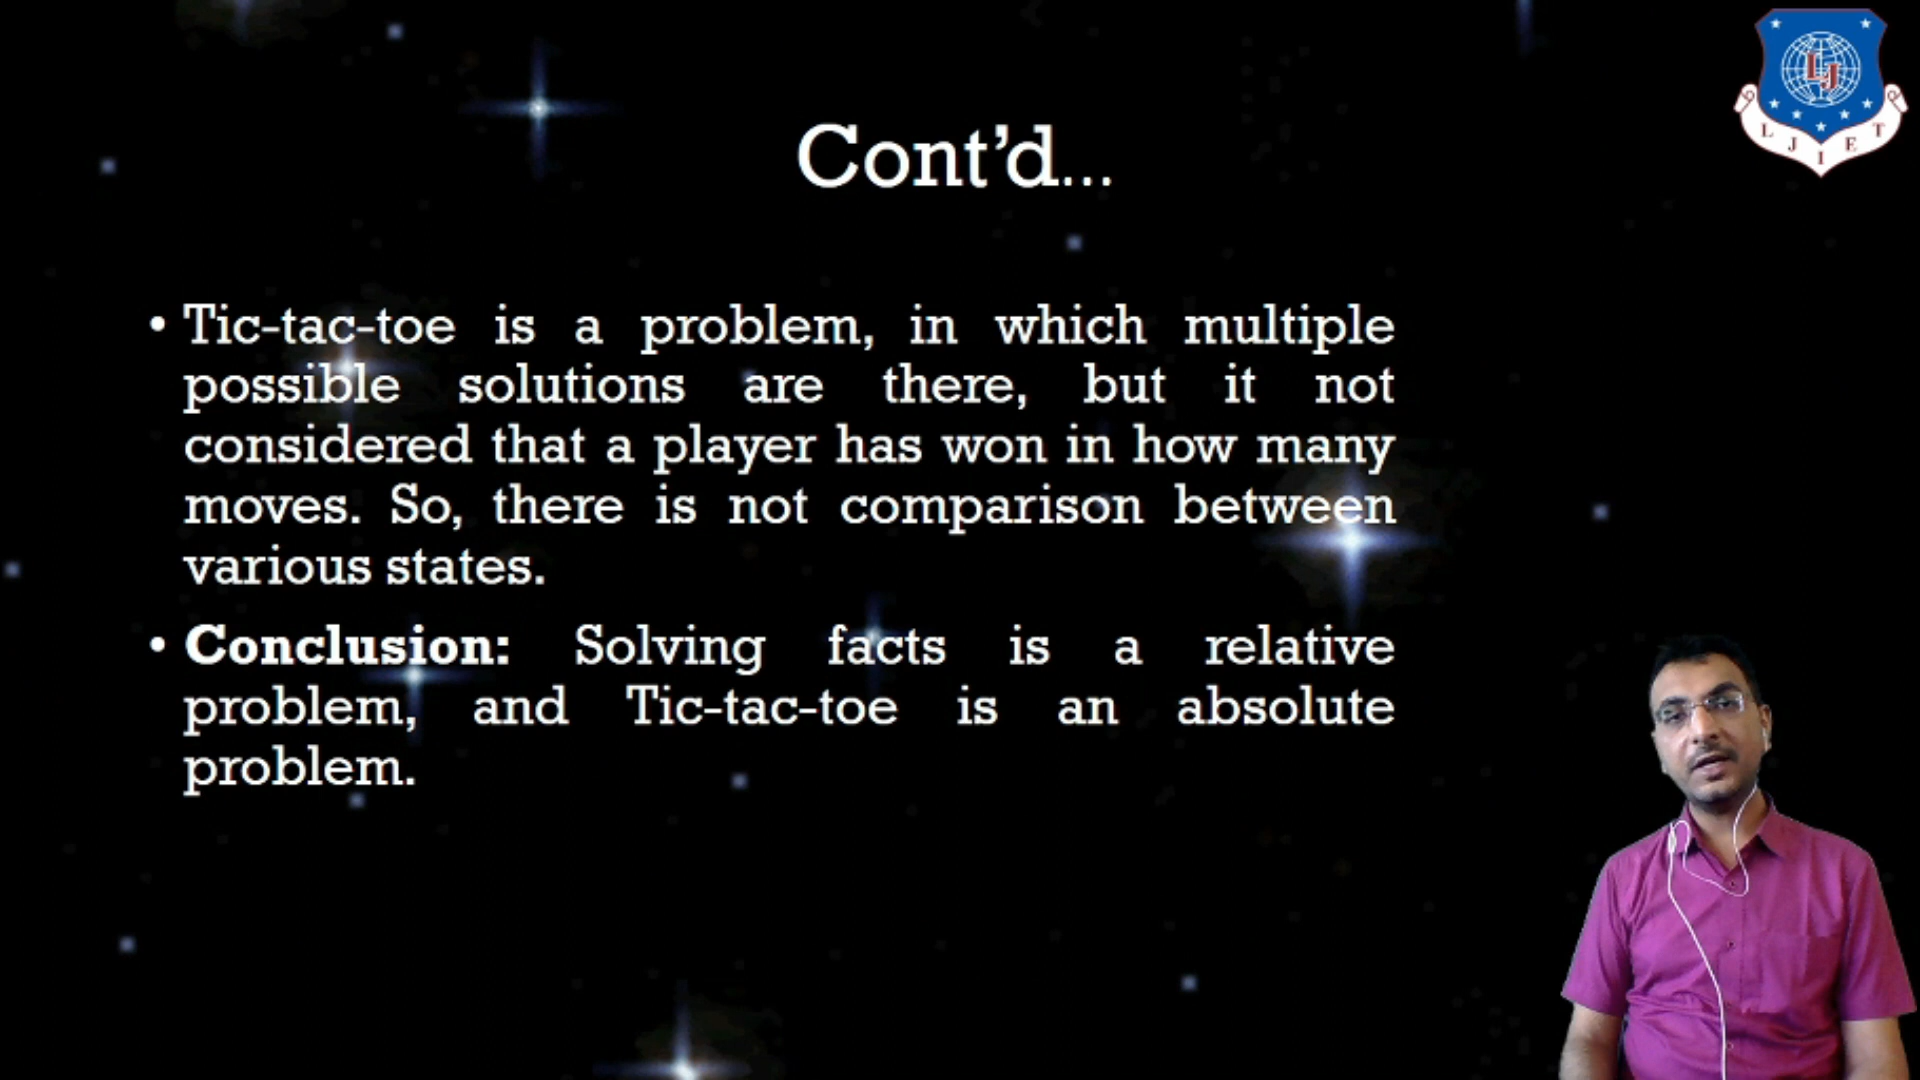 Cont’d...
• Tic-tac-toe is a problem, in which multiple
possible solutions are there, but it not
considered that a player has won in how many
moves. So, there is not comparison between
various states.
• Conclusion: Solving facts is a relative
problem, and Tic-tac-toe is an absolute
problem.
LJ
L J I E T